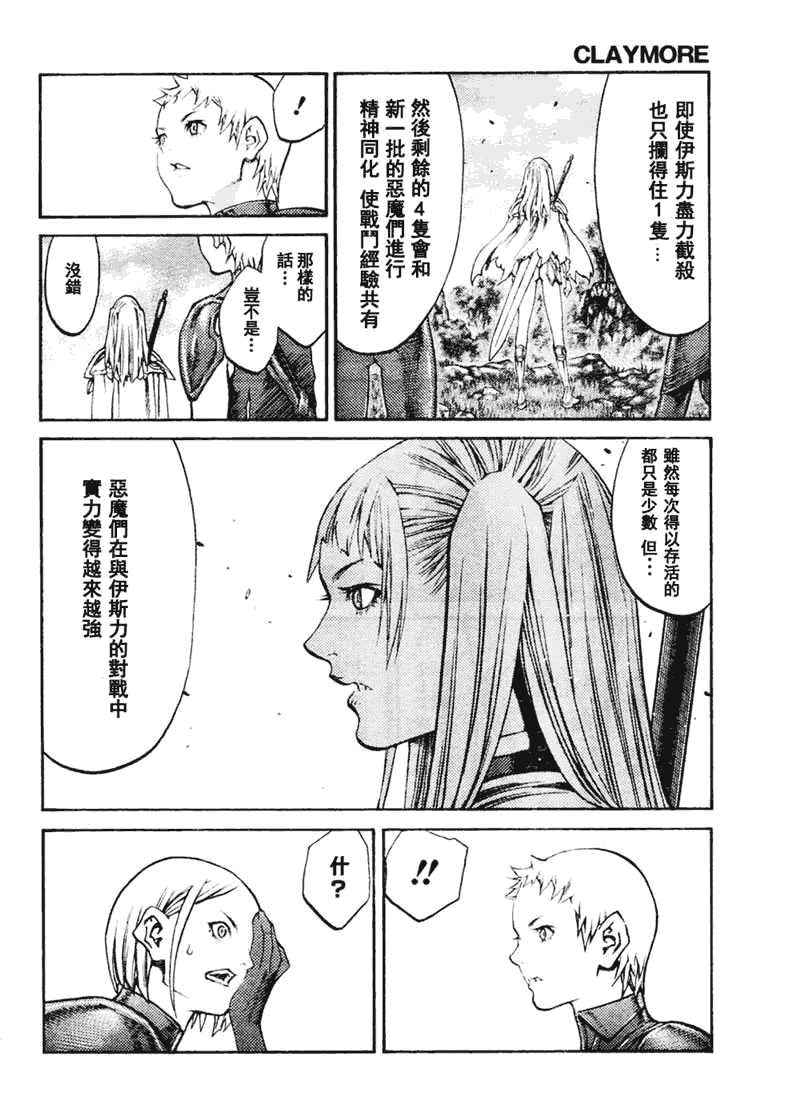 CLAYMORE
即使伊斯力盡力截殺
也只攔得住1隻…
然後剩餘的4隻會和
新一批的惡魔們進行
精神同化 使戰鬥經驗共有
!
那樣的
話…
豈不是…
沒錯
雖然每次得以存活的
都只是少數 但…
惡魔們在與伊斯力的對戰中
實力變得越來越強
!!
什?